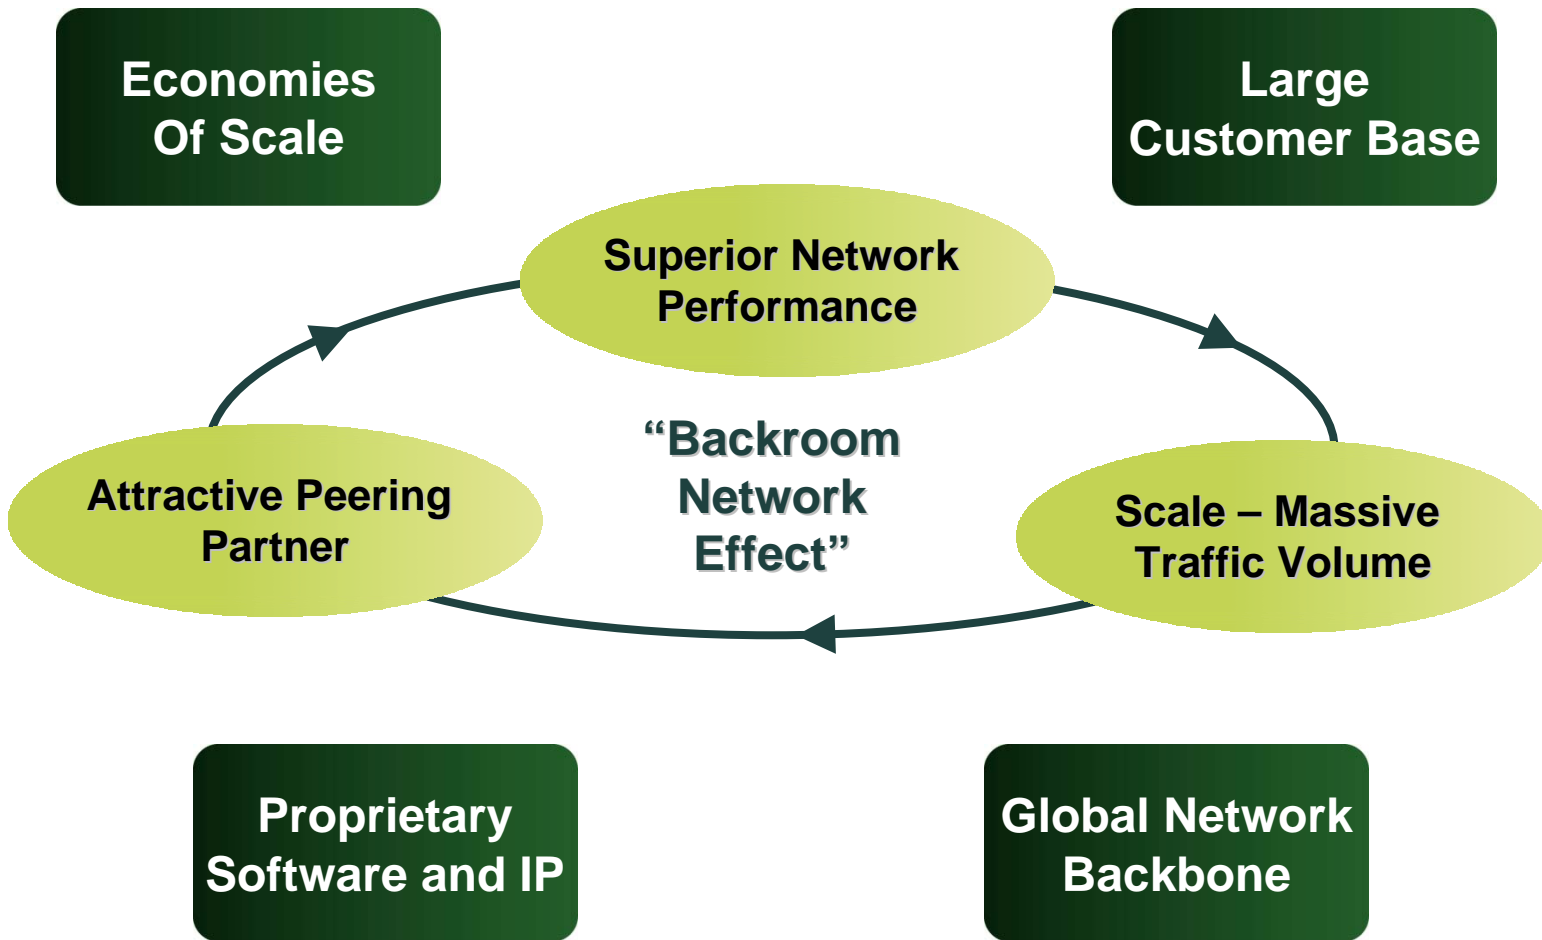 Economies
Of Scale
Large
Customer Base
Superior Network
Performance
“Backroom
Network
Effect”
Attractive Peering
Partner
Scale – Massive
Traffic Volume
Proprietary
Software and IP
Global Network
Backbone